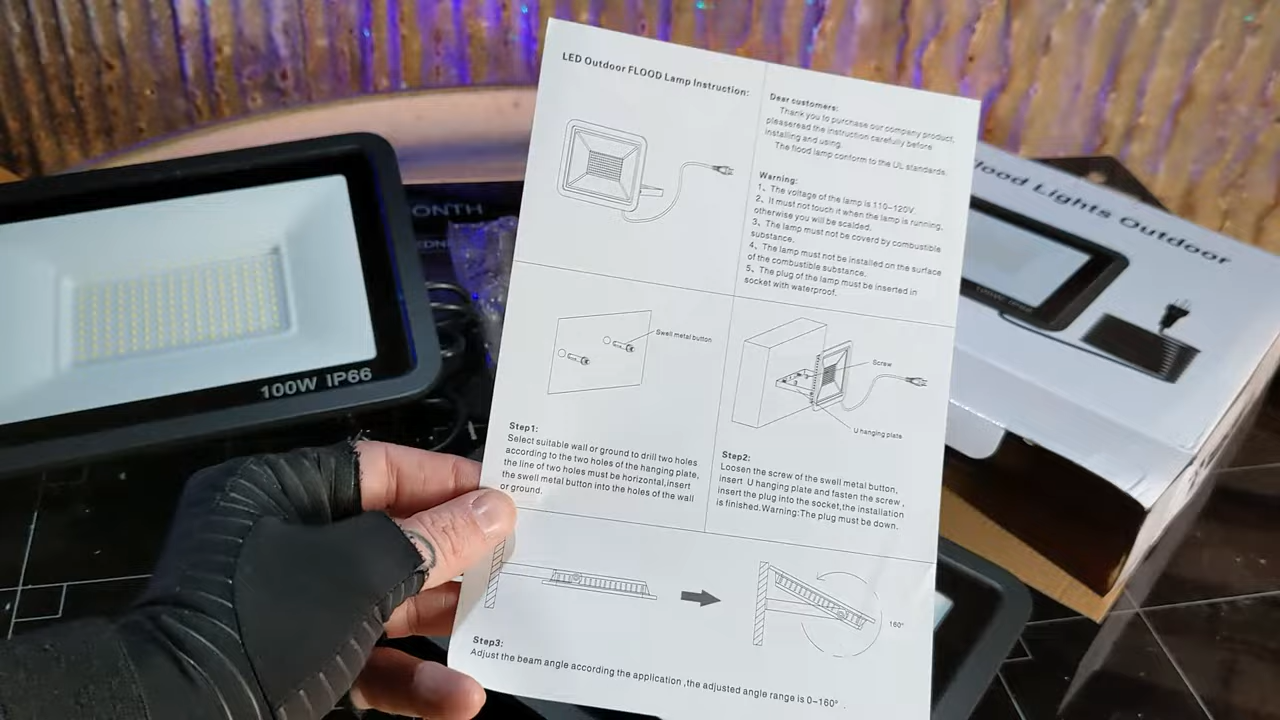 LED Outdoor FLOOD Lamp Instruction:
Dear customers:
Thank you to purchase our company product,
pleaseread the instruction carefully before
installing and using.
The flood lamp conform to the UL standards.
Warning:
1、The voltage of the lamp is 110-120V.
2、It must not touch it when the lamp is running,
otherwise you will be scalded.
3、The lamp must not be coverd by combustible
substance.
4、The lamp must not be installed on the surface
of the combustible substance.
5、The plug of the lamp must be inserted in
socket with waterproof.
Swell metal button
Step1:
Select suitable wall or ground to drill two holes
according to the two holes of the hanging plate,
the line of two holes must be horizontal,insert
the swell metal button into the holes of the wall
or ground.
Screw
U hanging plate
Step2:
Loosen the screw of the swell metal button,
insert U hanging plate and fasten the screw ,
insert the plug into the socket,the installation
is finished.Warning:The plug must be down.
160°
Step3:
Adjust the beam angle according the application ,the adjusted angle range is 0-160° .
100W IP66
ONTH
Flood Lights Outdoor